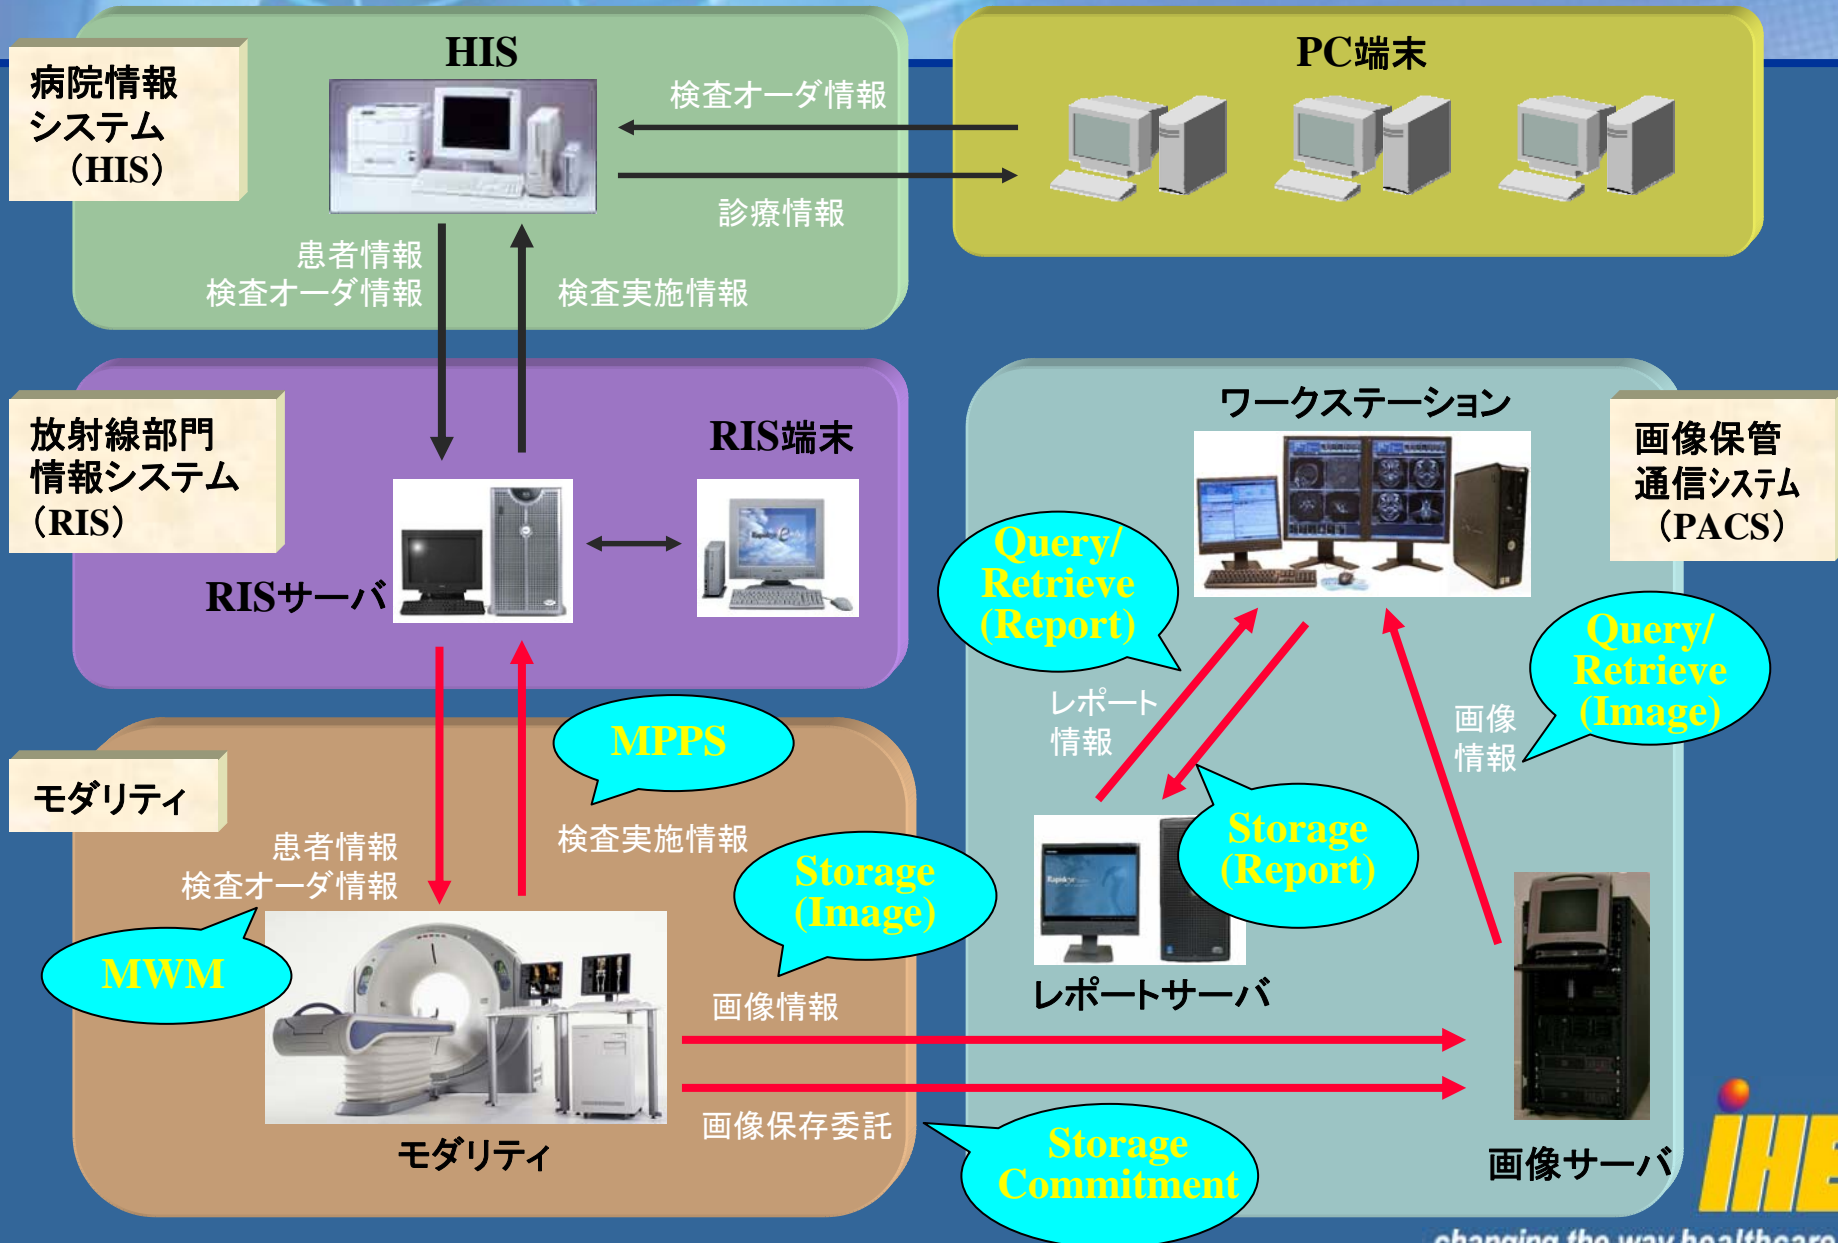 病院情報
システム
（HIS）
HIS
検査オーダ情報
診療情報
PC端末
患者情報
検査オーダ情報
検査実施情報
放射線部門
情報システム
（RIS）
RIS端末
RISサーバ
ワークステーション
画像保管
通信システム
（PACS）
Query/
Retrieve
(Report)
Query/
Retrieve
(Image)
レポート
情報
画像
情報
MPPS
モダリティ
患者情報
検査オーダ情報
検査実施情報
Storage
(Image)
Storage
(Report)
MWM
レポートサーバ
画像情報
画像保存委託
モダリティ
Storage
Commitment
画像サーバ
IHE
changing the way healthcare